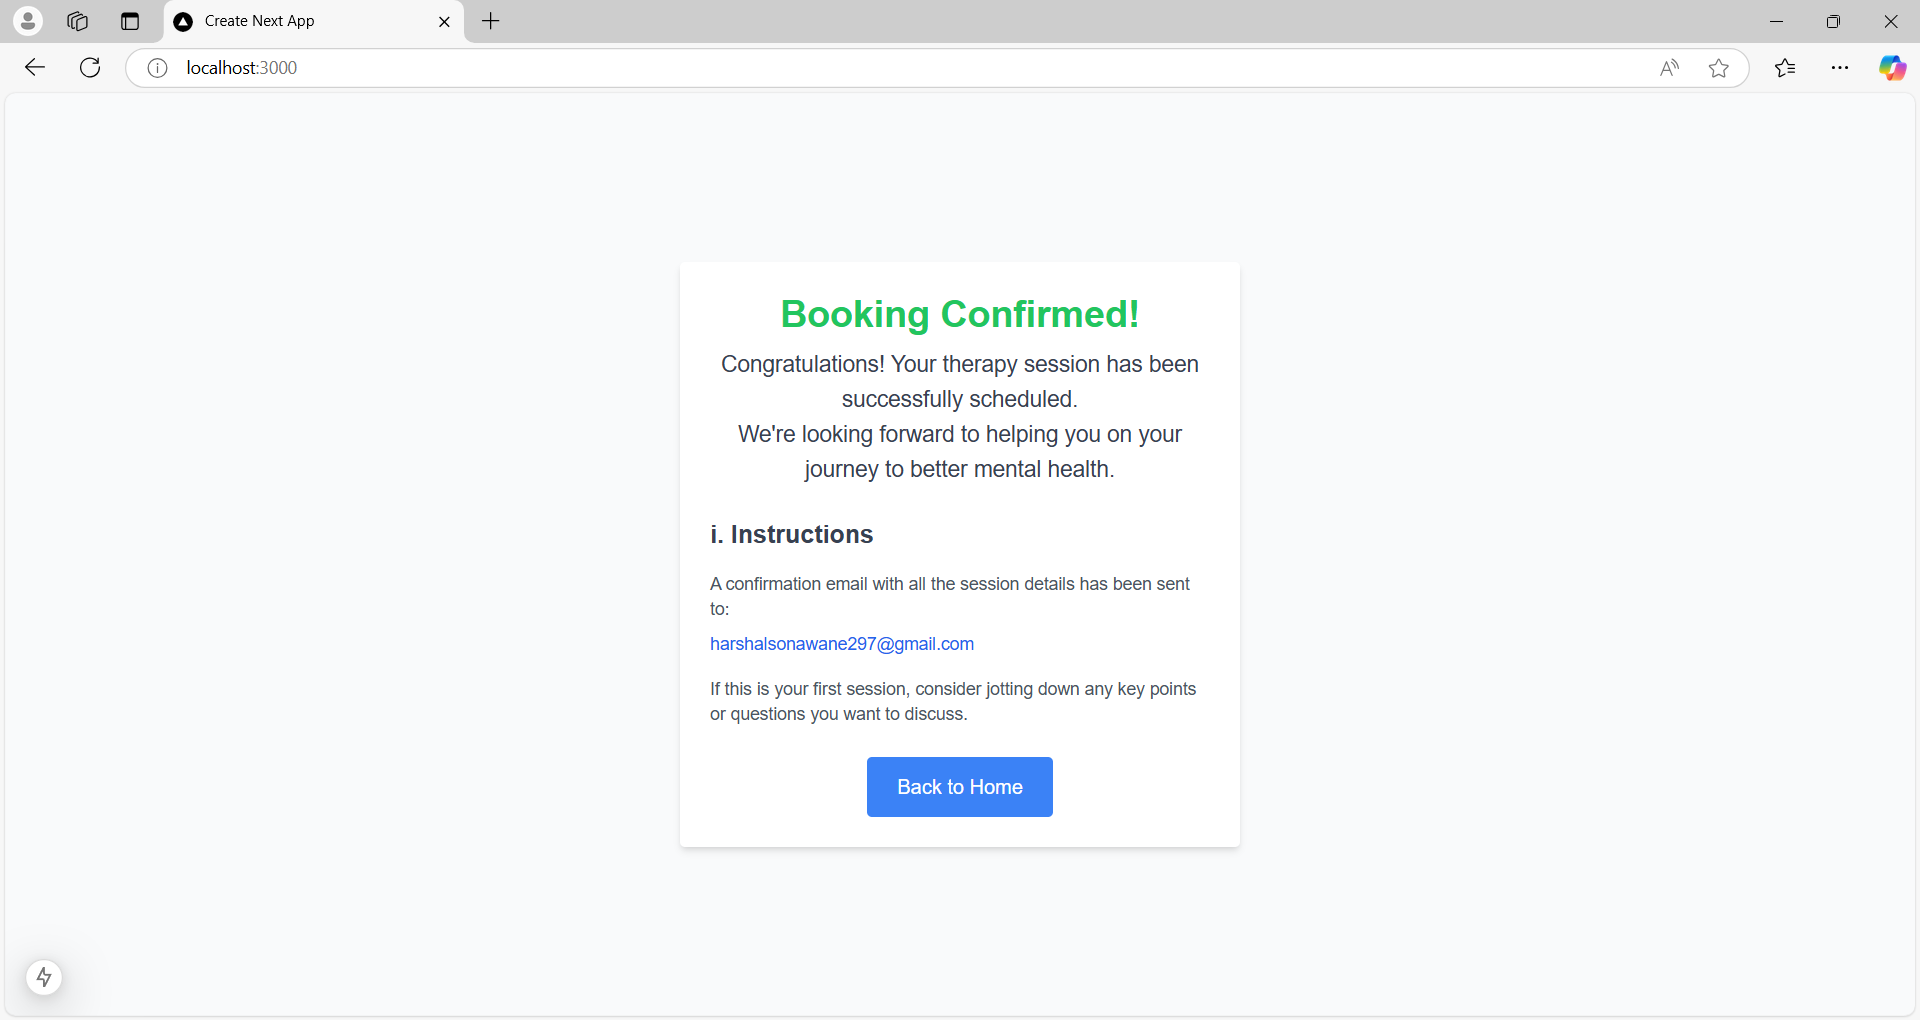 Create Next App
localhost:3000
Booking Confirmed!
Congratulations! Your therapy session has been
successfully scheduled.
We're looking forward to helping you on your
journey to better mental health.
i. Instructions
A confirmation email with all the session details has been sent
to:
harshalsonawane297@gmail.com
If this is your first session, consider jotting down any key points
or questions you want to discuss.
Back to Home